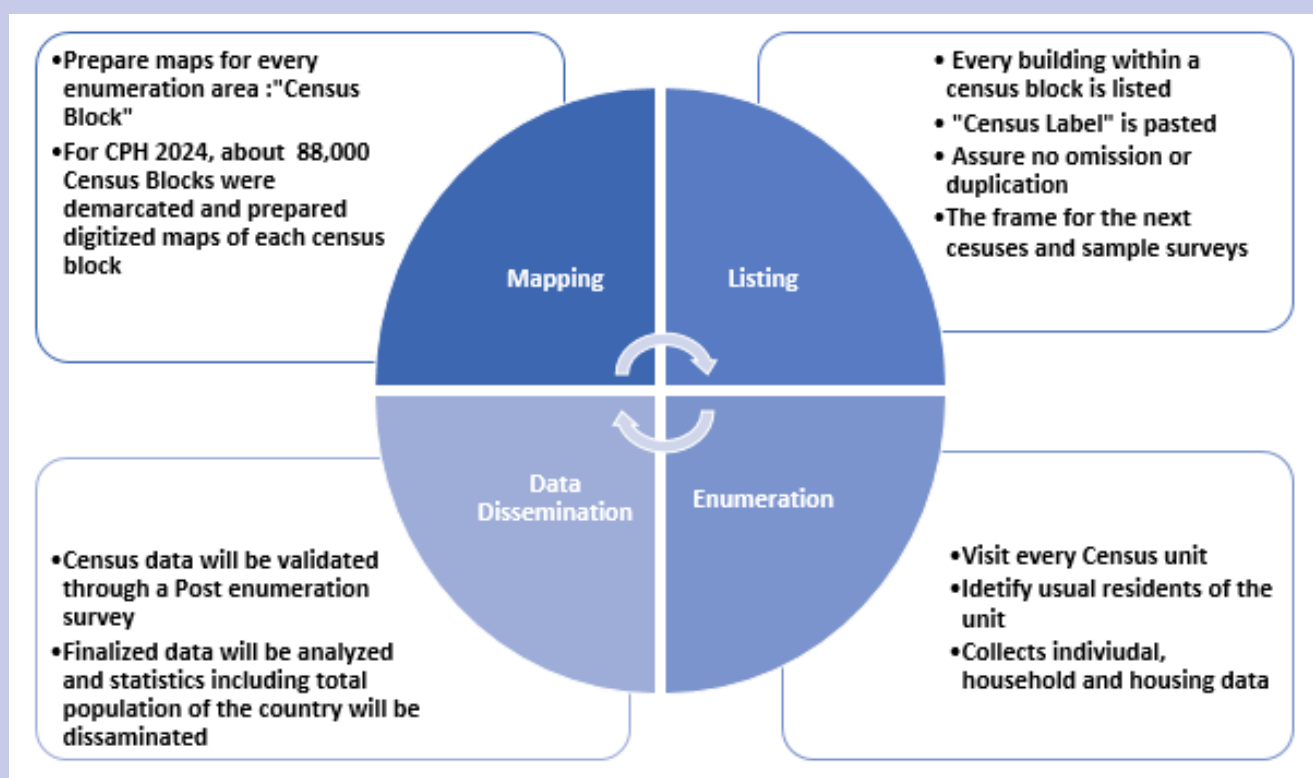 •Prepare maps for every
enumeration area :"Census
Block"
•For CPH 2024, about 88,000
Census Blocks were
demarcated and prepared
digitized maps of each census
block
• Every building within a
census block is listed
• "Census Label" is pasted
• Assure no omission or
duplication
•The frame for the next
cesuses and sample surveys
Mapping
Listing
Data
Dissemination
Enumeration
•Census data will be validated
through a Post enumeration
survey
•Finalized data will be analyzed
and statistics including total
population of the country will be
dissaminated
•Visit every Census unit
•Idetify usual residents of the
unit
•Collects indiviudal,
household and housing data